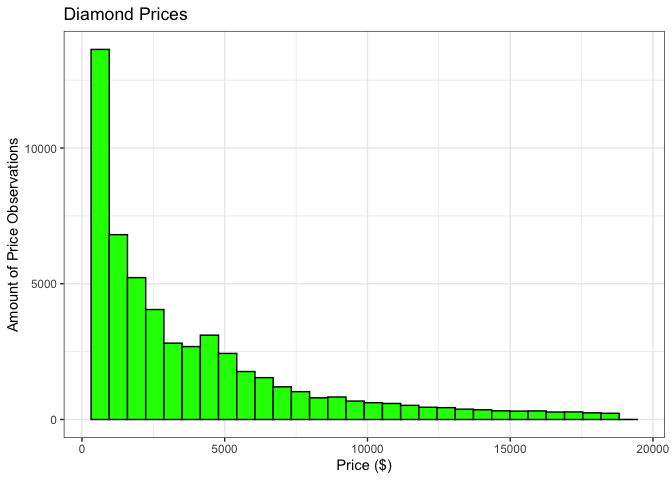 Diamond Prices
Amount of Price Observations
10000
5000
0
0 5000 10000 15000 20000
Price ($)